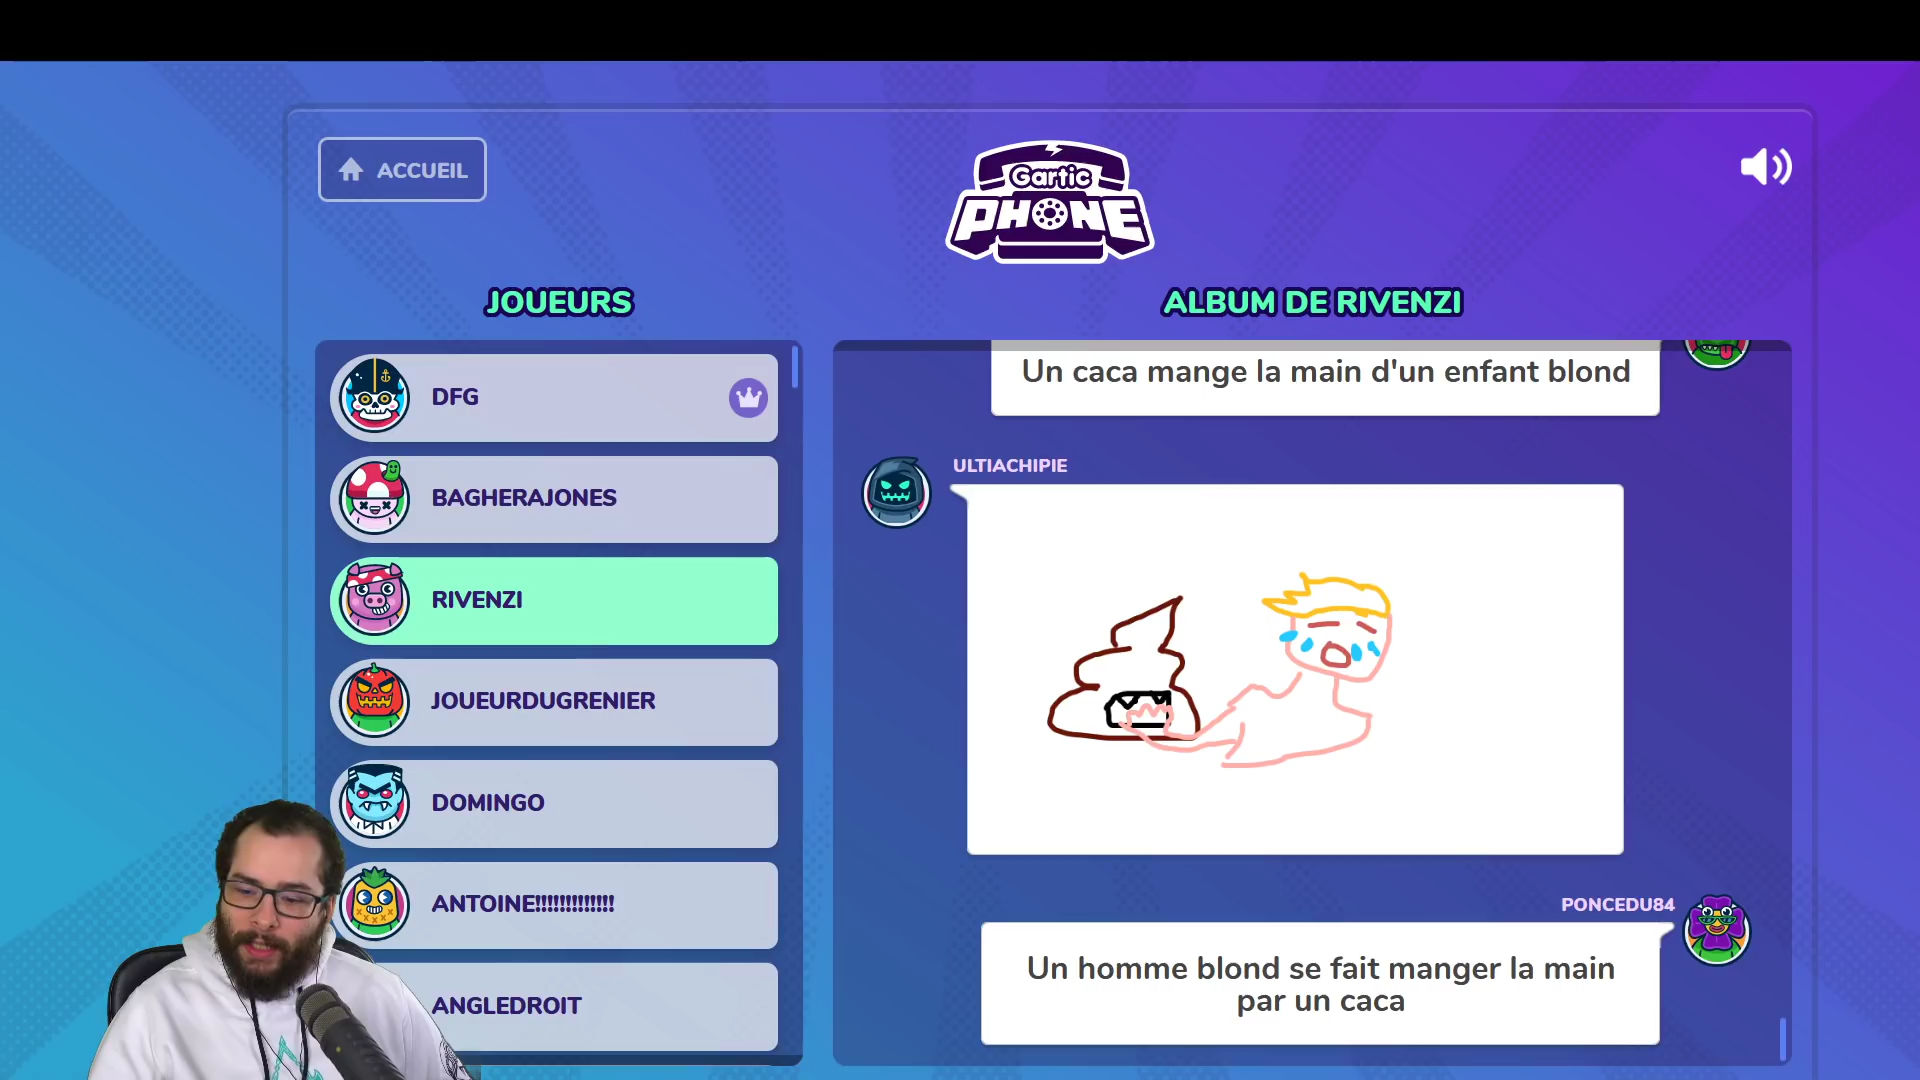 ACCUEIL
Gartic
PHONE
JOUEURS
ALBUM DE RIVENZI
DFG
BAGHERAJONES
RIVENZI
JOUEURDUGRENIER
DOMINGO
ANTOINE!!!!!!!!!!!!!
ANGLEDROIT
Un caca mange la main d'un enfant blond
ULTIACHIPIE
PONCEDU84
Un homme blond se fait manger la main
par un caca